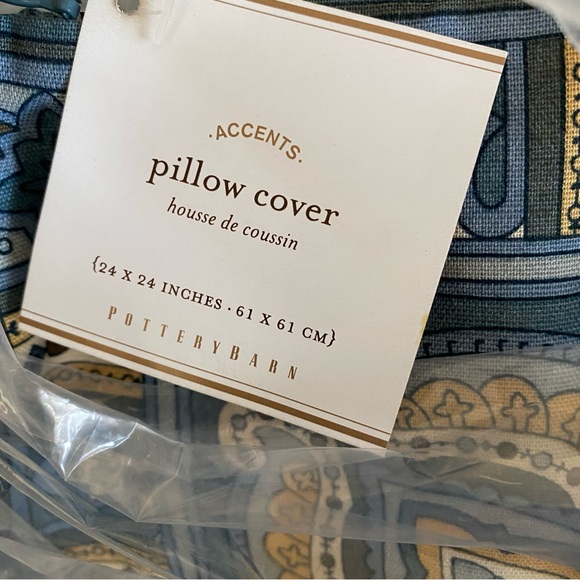 ·ACCENTS·
pillow cover
housse de coussin
{24 X 24 INCHES · 61 X 61 CM}
POTTERYBARN